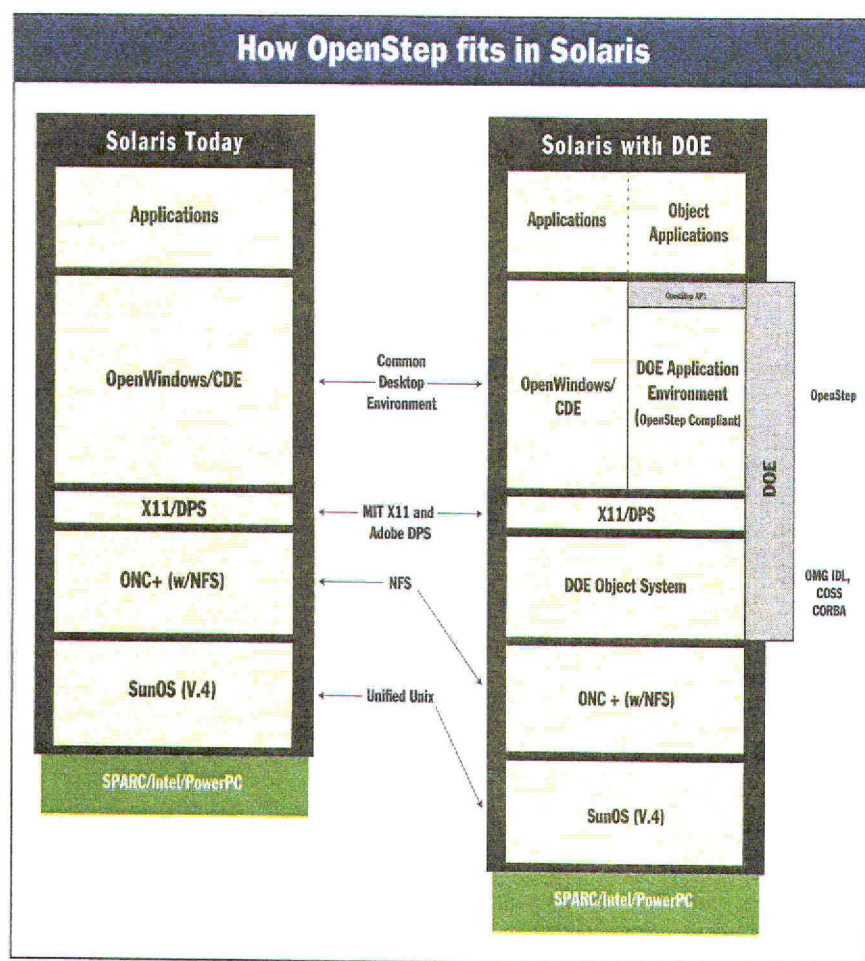 How OpenStep fits in Solaris
Solaris Today
Applications
OpenWindows/CDE
X11/DPS
ONC+ (w/NFS)
SunOS (V.4)
SPARC/Intel/PowerPC
Common
Desktop
Environment
MIT X11 and
Adobe DPS
NFS
Unified Unix
Solaris with DOE
Applications
Object
Applications
OpenStep API
OpenWindows/
CDE
DOE Application
Environment
(OpenStep Compliant)
X11/DPS
DOE Object System
ONC + (w/NFS)
SunOS (V.4)
SPARC/Intel/PowerPC
DOE
OpenStep
OMG IDL,
COSS
CORBA